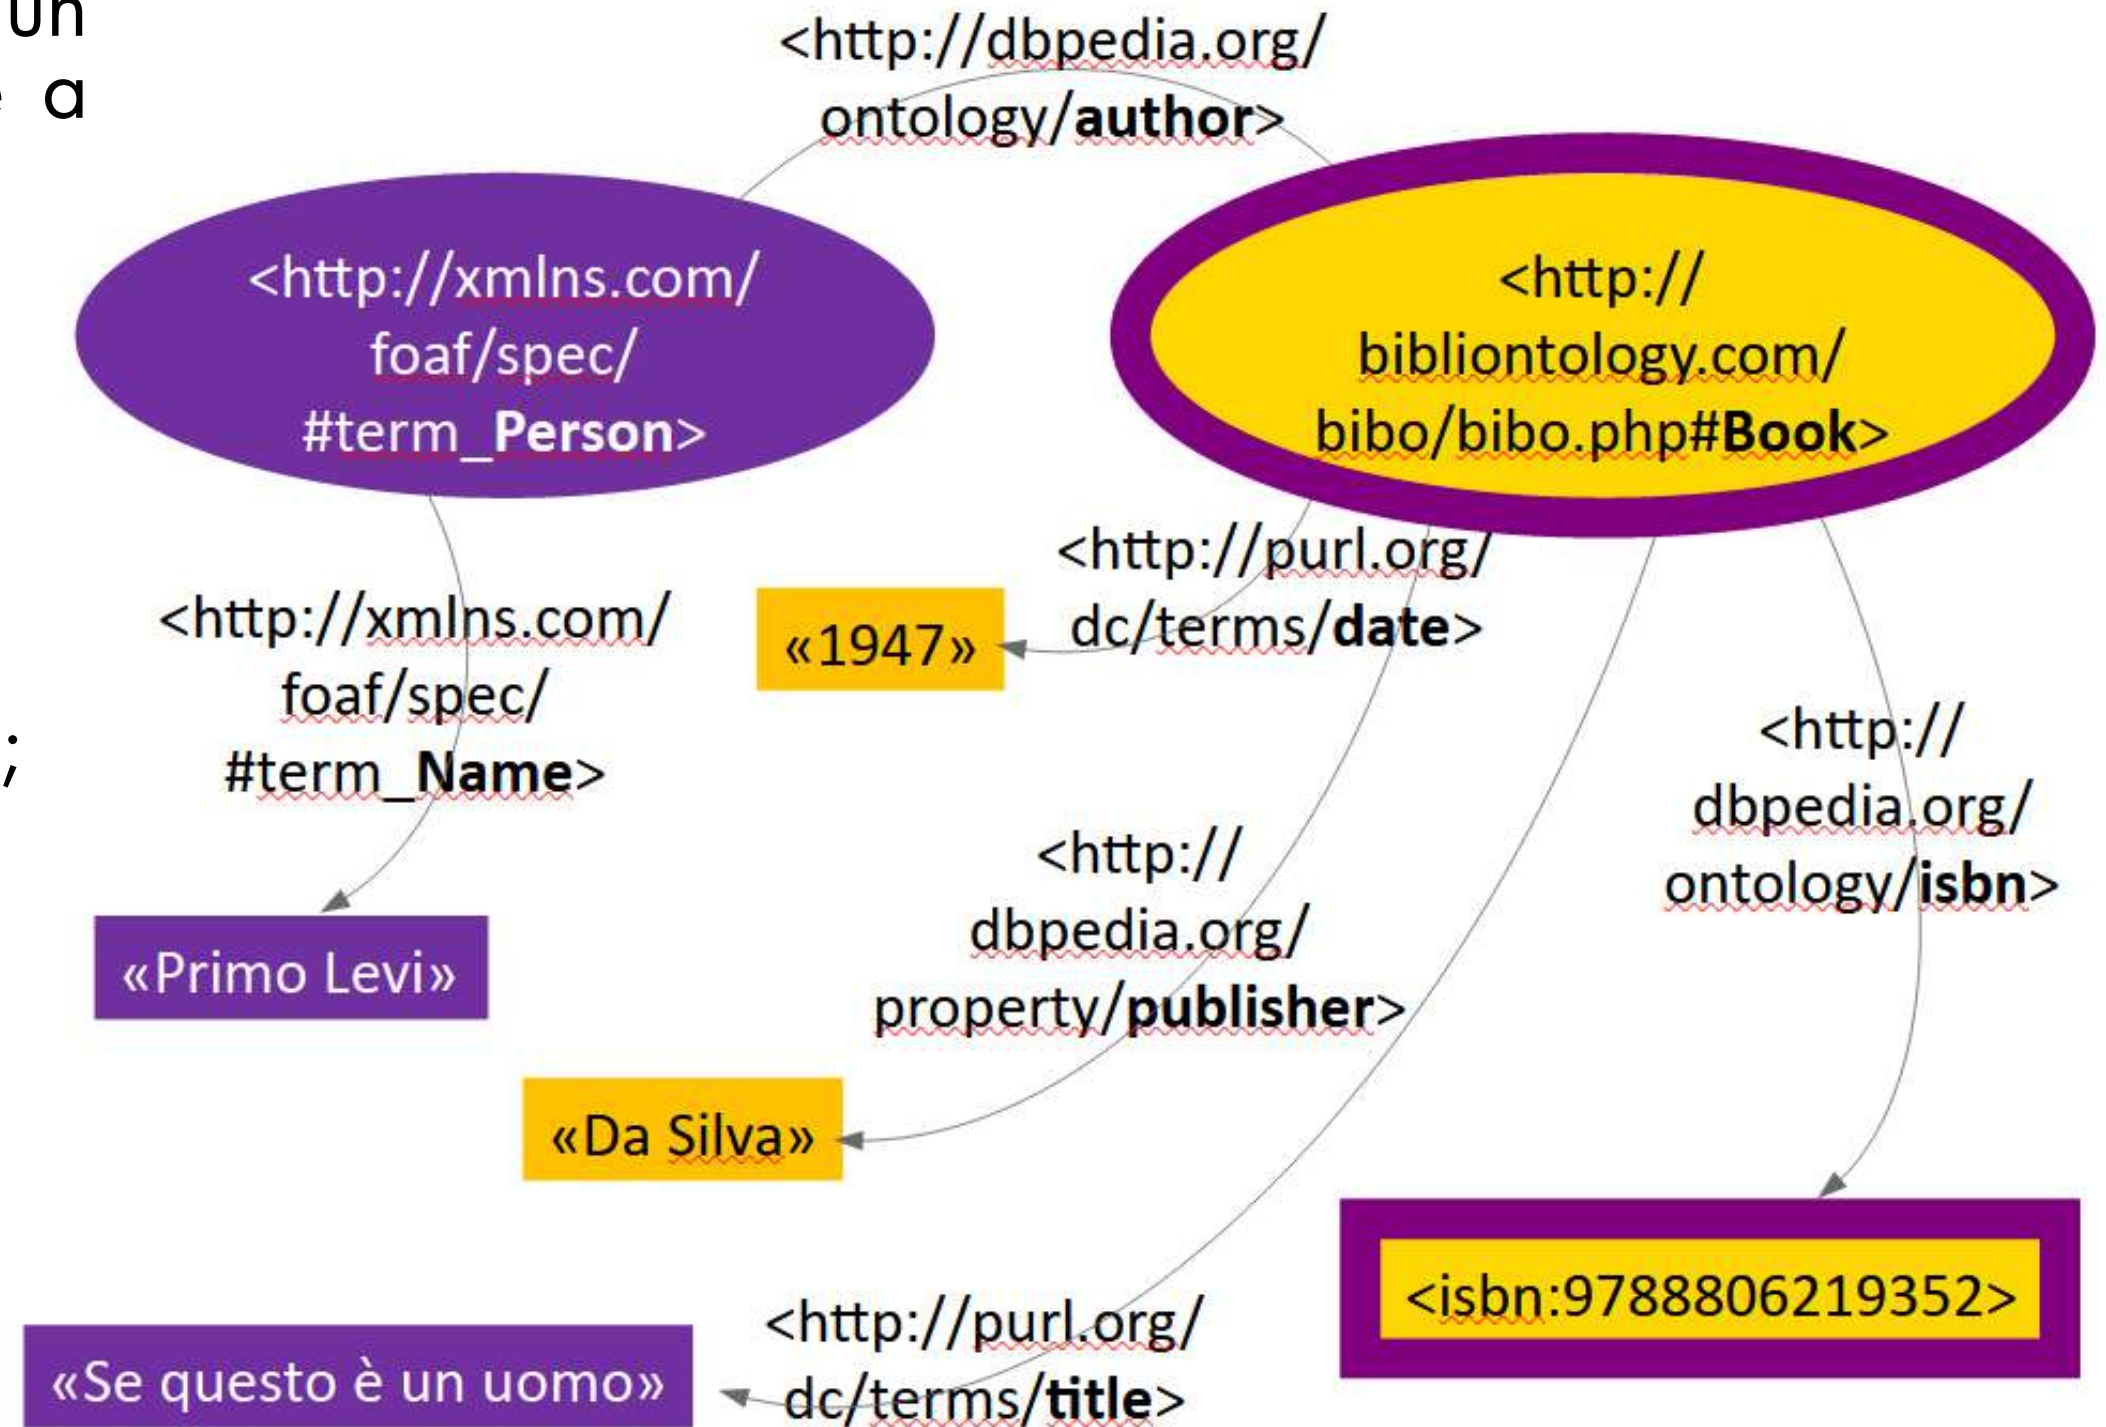 un
e a
;
<http://dbpedia.org/
ontology/author>
<http://xmlns.com/
foaf/spec/
#term_Person>
<http://
bibliontology.com/
bibo/bibo.php#Book>
<http://xmlns.com/
foaf/spec/
#term_Name>
«Primo Levi»
<http://purl.org/
dc/terms/date>
«1947»
<http://
dbpedia.org/
property/publisher>
«Da Silva»
<http://
dbpedia.org/
ontology/isbn>
<isbn:9788806219352>
<http://purl.org/
dc/terms/title>
«Se questo è un uomo»